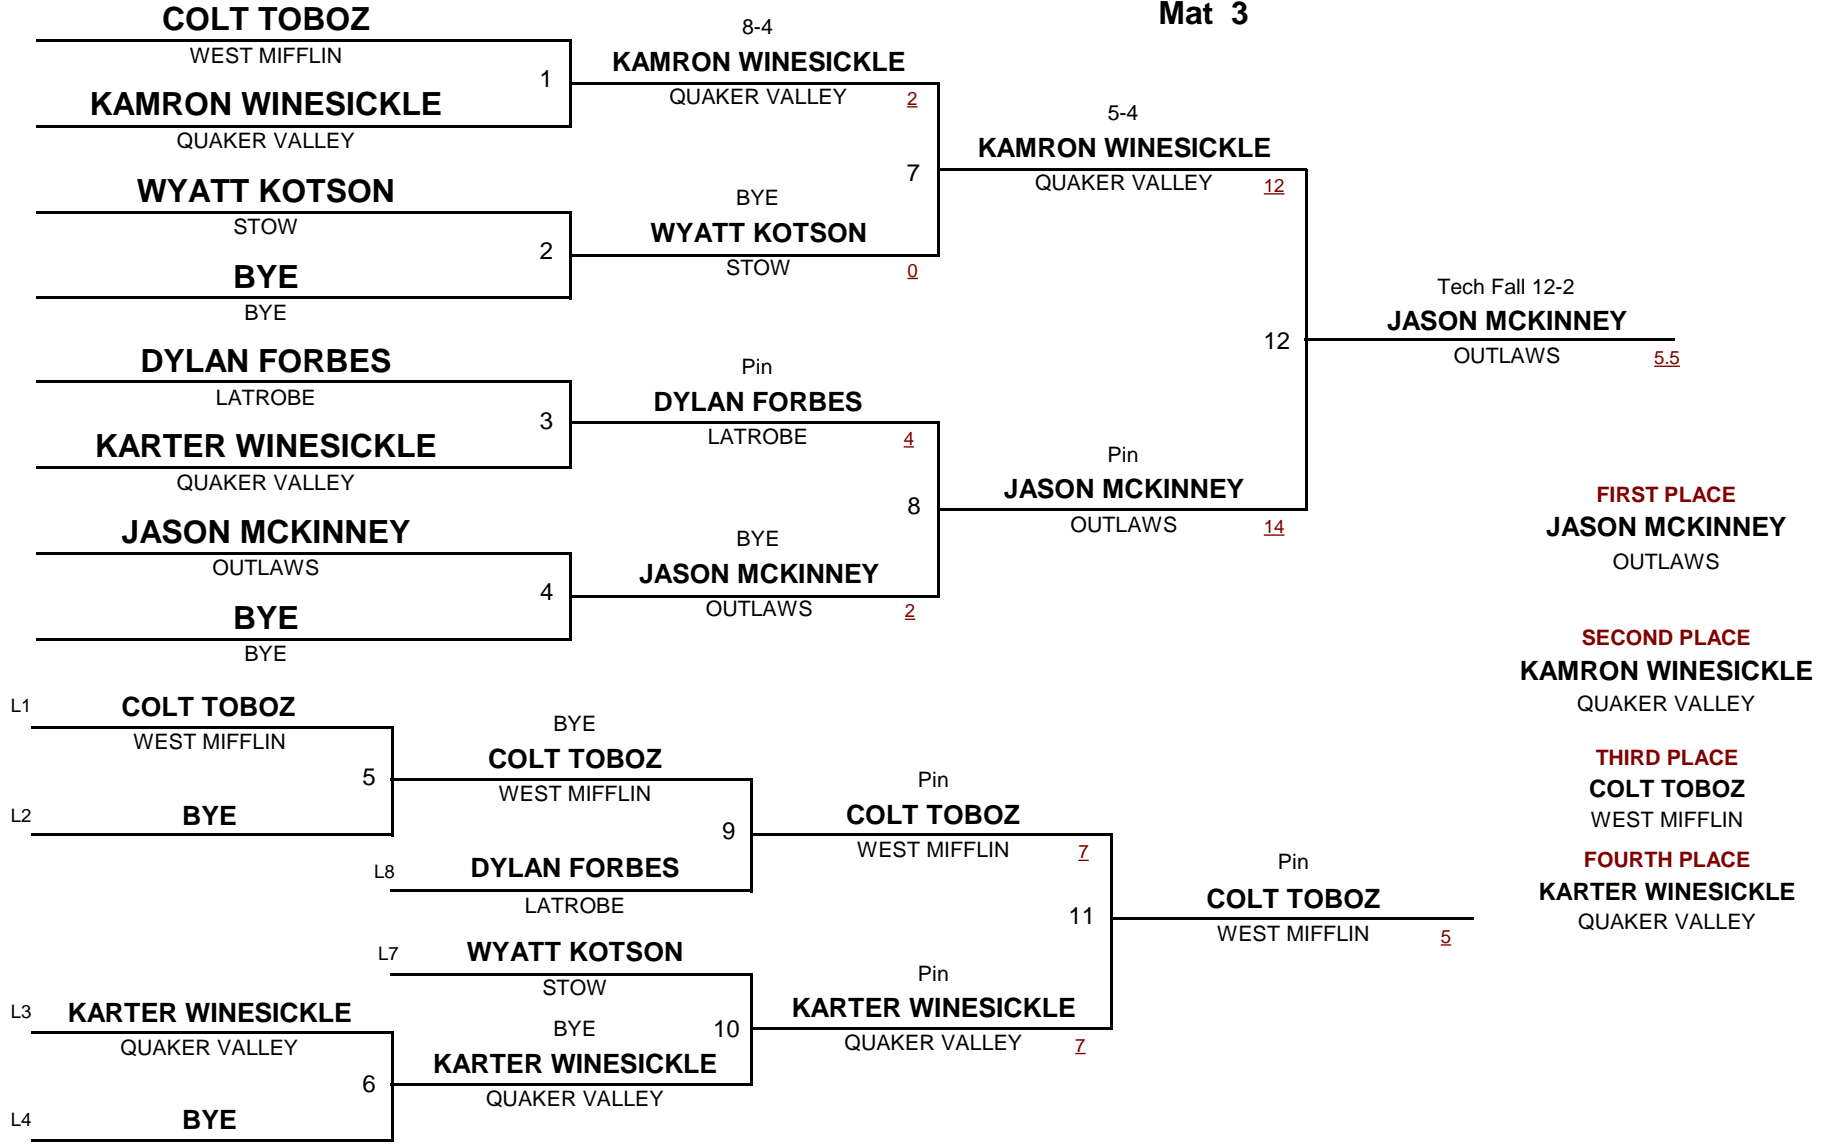 Mat 3
COLT TOBOZ
WEST MIFFLIN
1
KAMRON WINESICKLE
QUAKER VALLEY
WYATT KOTSON
STOW
2
BYE
BYE
DYLAN FORBES
LATROBE
3
KARTER WINESICKLE
QUAKER VALLEY
JASON MCKINNEY
OUTLAWS
4
BYE
BYE
8-4
KAMRON WINESICKLE
QUAKER VALLEY 2
7
BYE
WYATT KOTSON
STOW 0
Pin
DYLAN FORBES
LATROBE 4
8
BYE
JASON MCKINNEY
OUTLAWS 2
5-4
KAMRON WINESICKLE
QUAKER VALLEY 12
12
Pin
JASON MCKINNEY
OUTLAWS 14
Tech Fall 12-2
JASON MCKINNEY
OUTLAWS 5.5
L1 COLT TOBOZ
WEST MIFFLIN
5
L2 BYE
BYE
COLT TOBOZ
WEST MIFFLIN
9
L8 DYLAN FORBES
LATROBE
L7 WYATT KOTSON
STOW
10
BYE
KARTER WINESICKLE
QUAKER VALLEY
L3 KARTER WINESICKLE
QUAKER VALLEY
6
L4 BYE
Pin
COLT TOBOZ
WEST MIFFLIN 7
11
Pin
KARTER WINESICKLE
QUAKER VALLEY 7
Pin
COLT TOBOZ
WEST MIFFLIN 5
FIRST PLACE
JASON MCKINNEY
OUTLAWS
SECOND PLACE
KAMRON WINESICKLE
QUAKER VALLEY
THIRD PLACE
COLT TOBOZ
WEST MIFFLIN
FOURTH PLACE
KARTER WINESICKLE
QUAKER VALLEY